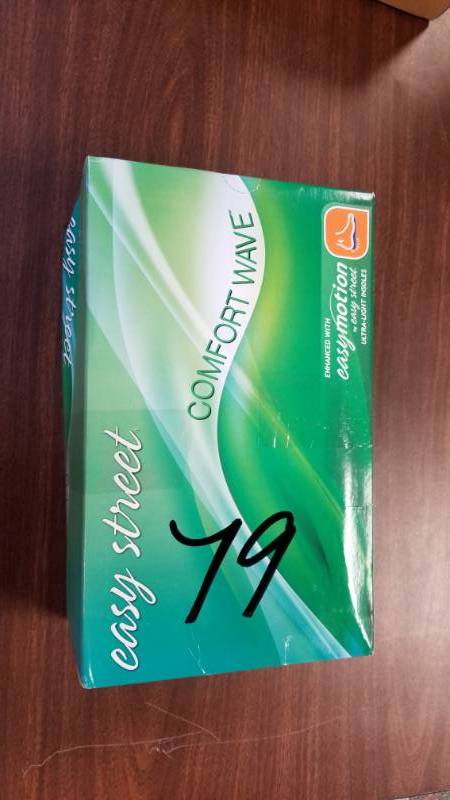 easy street
COMFORT WAVE
ENHANCED WITH
easymotion
by easy street
ULTRA-LIGHT INSOLES
79
easy street